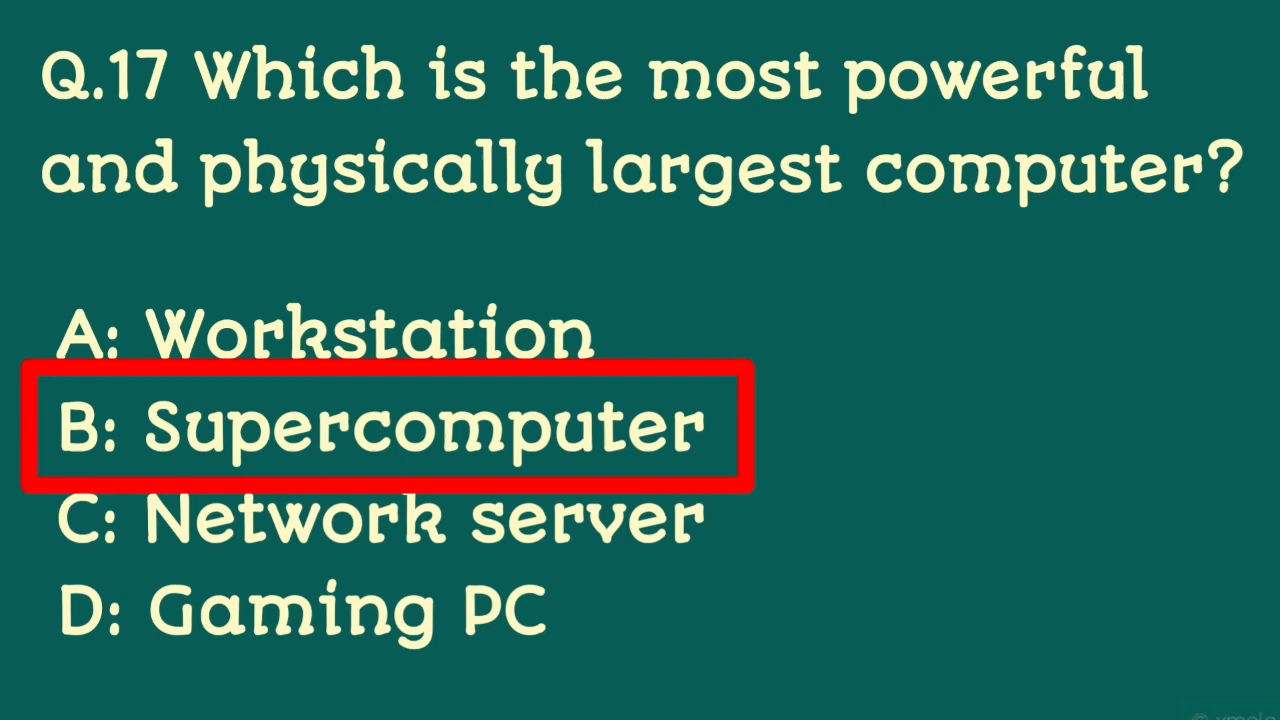 Q.17 Which is the most powerful
and physically largest computer?
A: Workstation
B: Supercomputer
C: Network server
D: Gaming PC